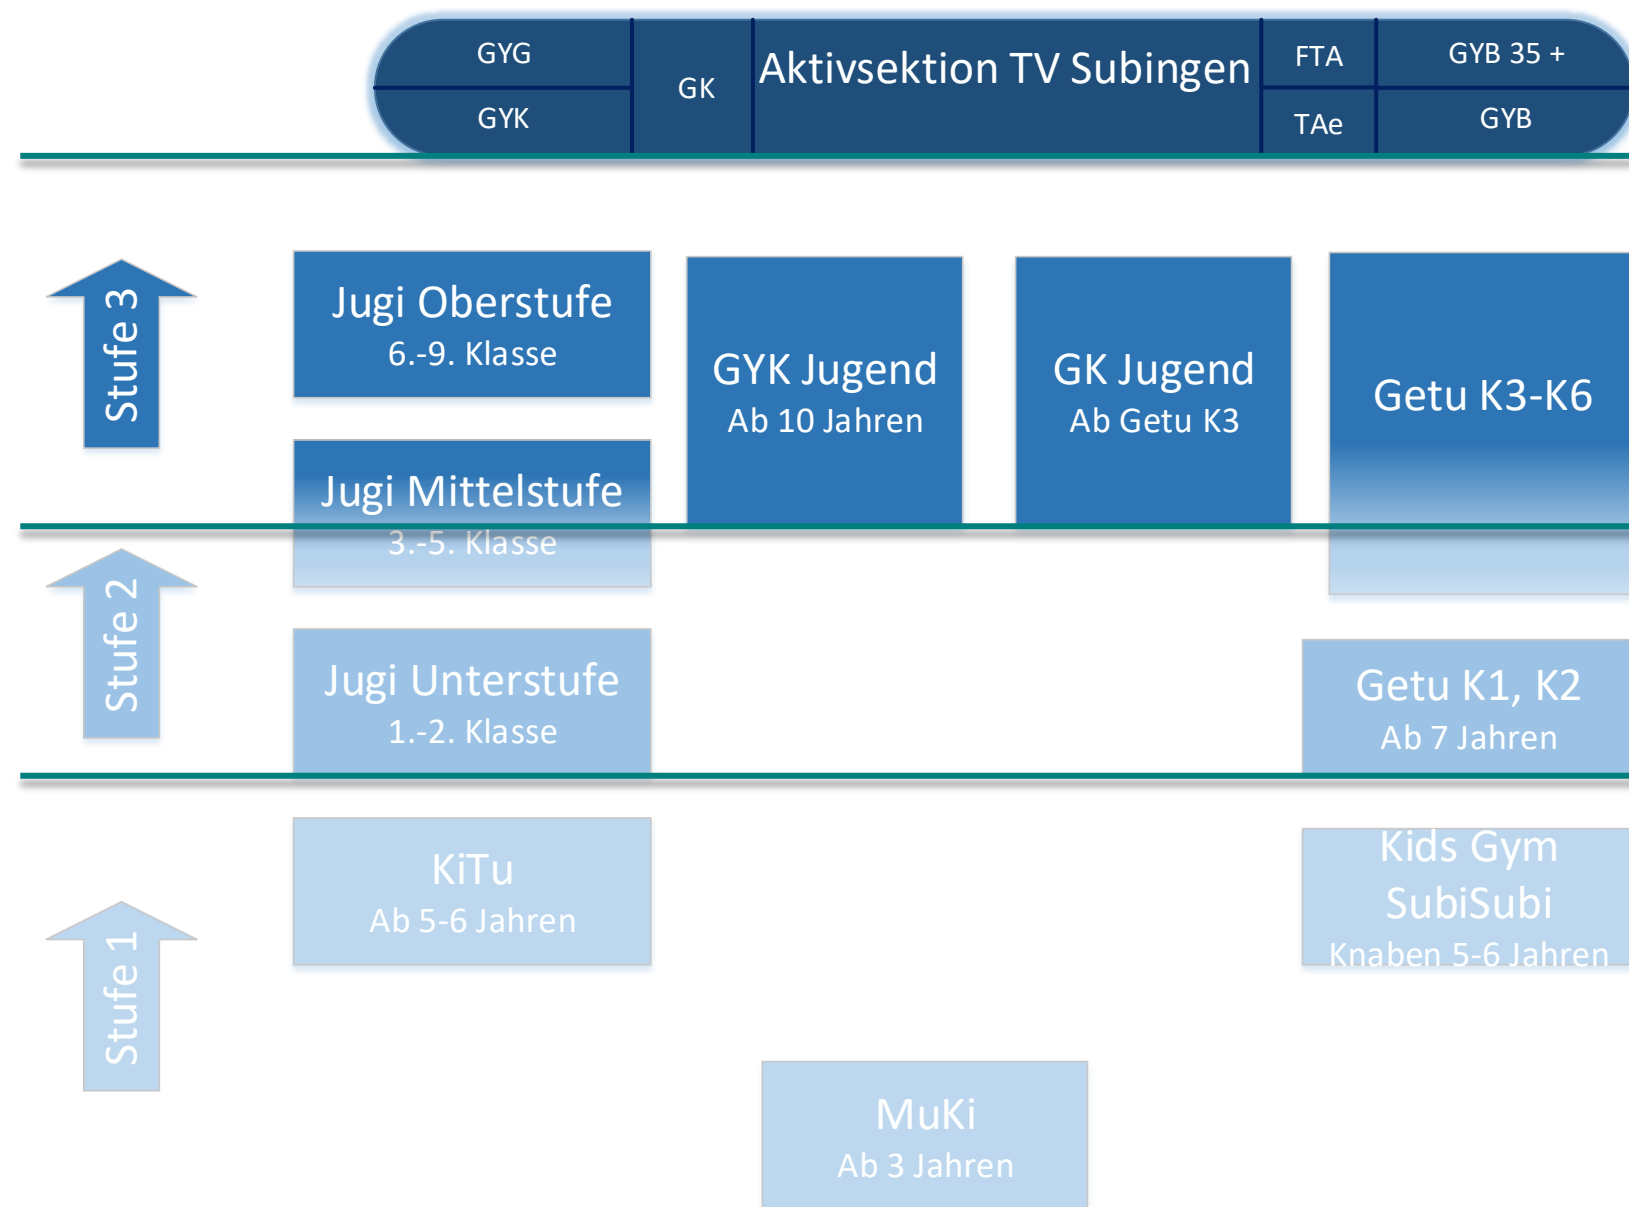 GYG
GYK
GK
Aktivsektion TV Subingen
FTA
TAe
GYB 35 +
GYB
Stufe 3
Jugi Oberstufe
6.-9. Klasse
GYK Jugend
Ab 10 Jahren
GK Jugend
Ab Getu K3
Getu K3-K6
Jugi Mittelstufe
3.-5. Klasse
Stufe 2
Jugi Unterstufe
1.-2. Klasse
Getu K1, K2
Ab 7 Jahren
Stufe 1
KiTu
Ab 5-6 Jahren
Kids Gym
SubiSubi
Knaben 5-6 Jahren
MuKi
Ab 3 Jahren